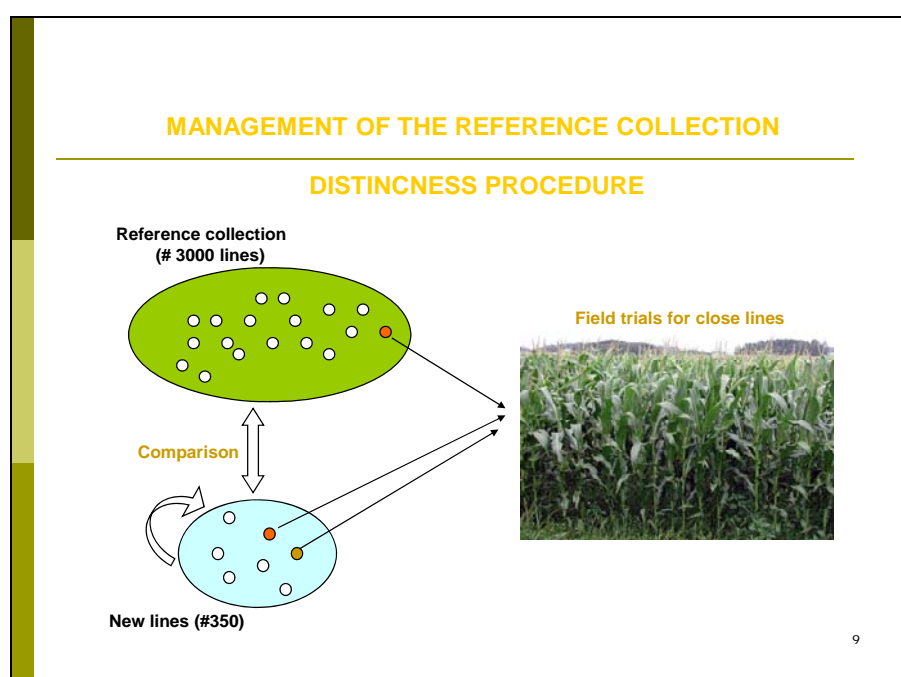 MANAGEMENT OF THE REFERENCE COLLECTION
DISTINCNESS PROCEDURE
Reference collection
(# 3000 lines)
Field trials for close lines
Comparison
New lines (#350)
9